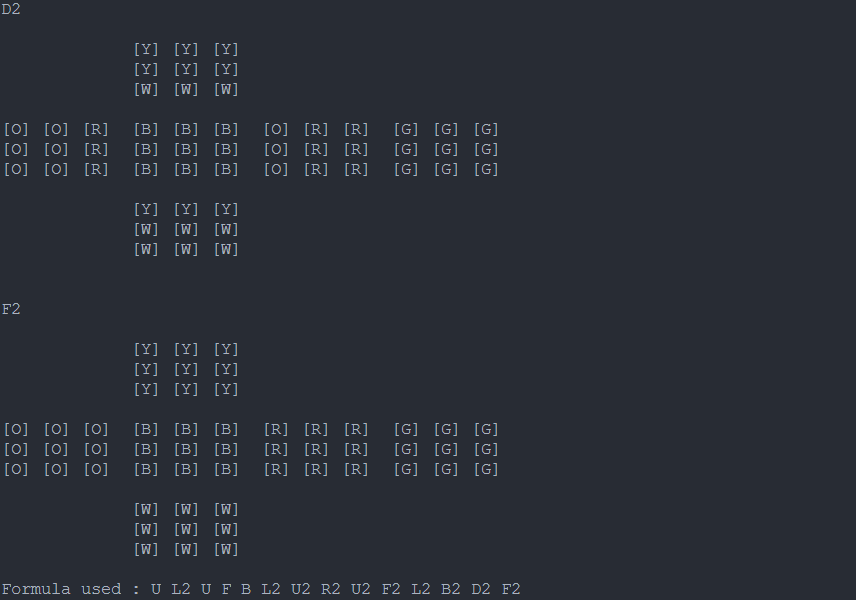 D2
[Y] [Y] [Y]
[Y] [Y] [Y]
[W] [W] [W]
[O] [O] [R] [B] [B] [B] [O] [R] [R] [G] [G] [G]
[O] [O] [R] [B] [B] [B] [O] [R] [R] [G] [G] [G]
[O] [O] [R] [B] [B] [B] [O] [R] [R] [G] [G] [G]
[Y] [Y] [Y]
[W] [W] [W]
[W] [W] [W]
F2
[Y] [Y] [Y]
[Y] [Y] [Y]
[Y] [Y] [Y]
[O] [O] [O] [B] [B] [B] [R] [R] [R] [G] [G] [G]
[O] [O] [O] [B] [B] [B] [R] [R] [R] [G] [G] [G]
[O] [O] [O] [B] [B] [B] [R] [R] [R] [G] [G] [G]
[W] [W] [W]
[W] [W] [W]
[W] [W] [W]
Formula used : U L2 U F B L2 U2 R2 U2 F2 L2 B2 D2 F2